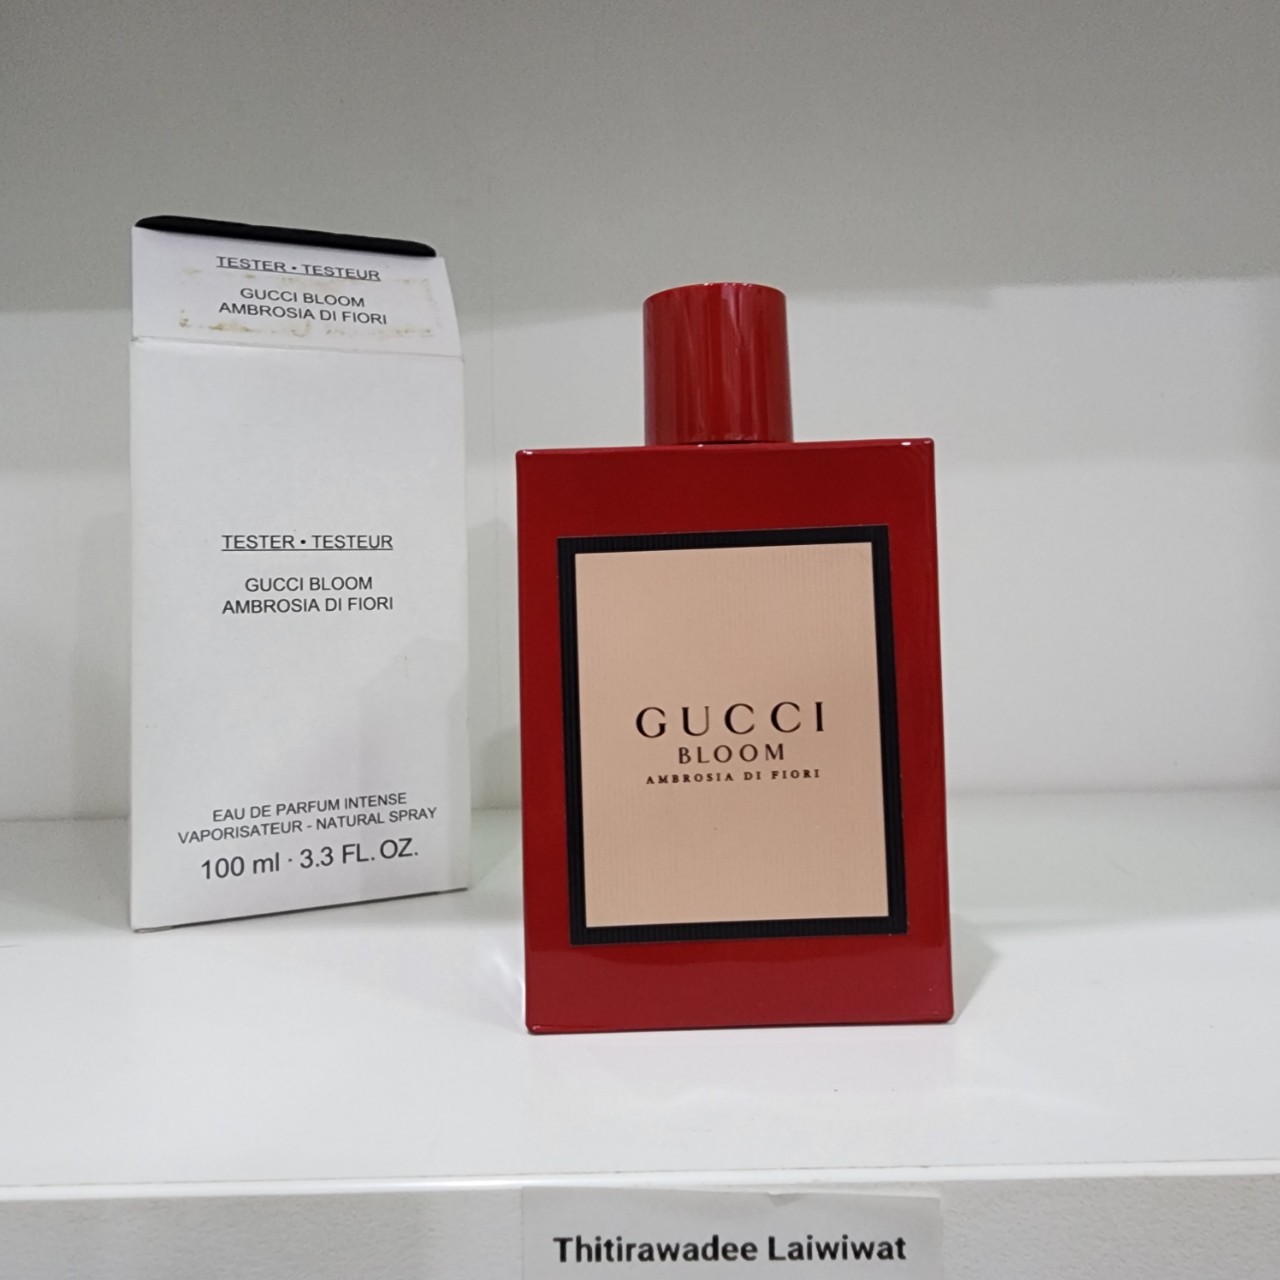 TESTER • TESTEUR
GUCCI BLOOM
AMBROSIA DI FIORI
TESTER • TESTEUR
GUCCI BLOOM
AMBROSIA DI FIORI
EAU DE PARFUM INTENSE
VAPORISATEUR - NATURAL SPRAY
100 ml · 3.3 FL. OZ.
GUCCI
BLOOM
AMBROSIA DI FIORI
Thitirawadee Laiwiwat